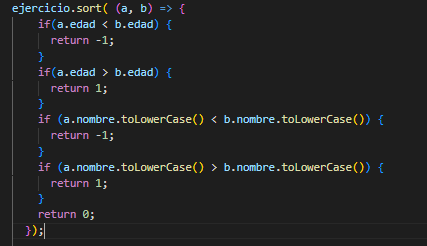 ejercicio.sort( (a, b) => {
if(a.edad < b.edad) {
return -1;
}
if(a.edad > b.edad) {
return 1;
}
if (a.nombre.toLowerCase() < b.nombre.toLowerCase()) {
return -1;
}
if (a.nombre.toLowerCase() > b.nombre.toLowerCase()) {
return 1;
}
return 0;
});